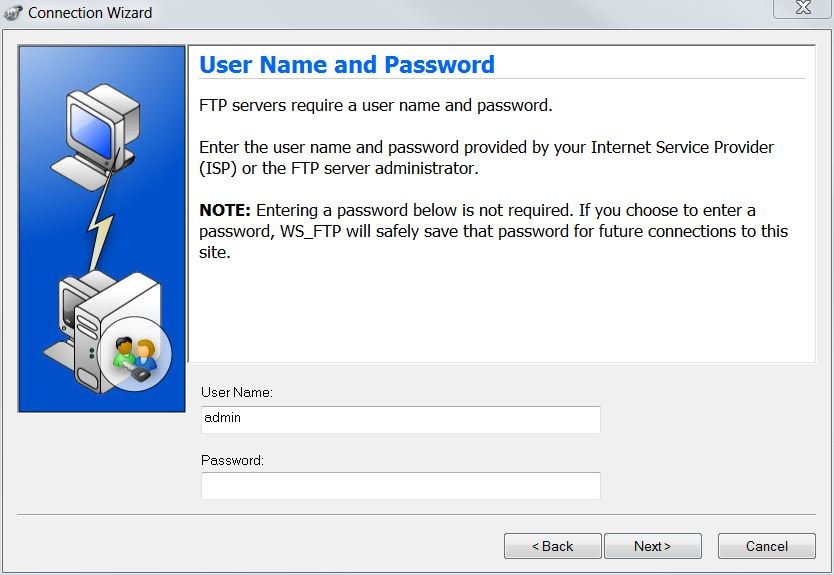 Connection Wizard
User Name and Password
FTP servers require a user name and password.
Enter the user name and password provided by your Internet Service Provider
(ISP) or the FTP server administrator.
NOTE: Entering a password below is not required. If you choose to enter a
password, WS_FTP will safely save that password for future connections to this
site.
User Name:
admin
Password:
< Back
Next >
Cancel